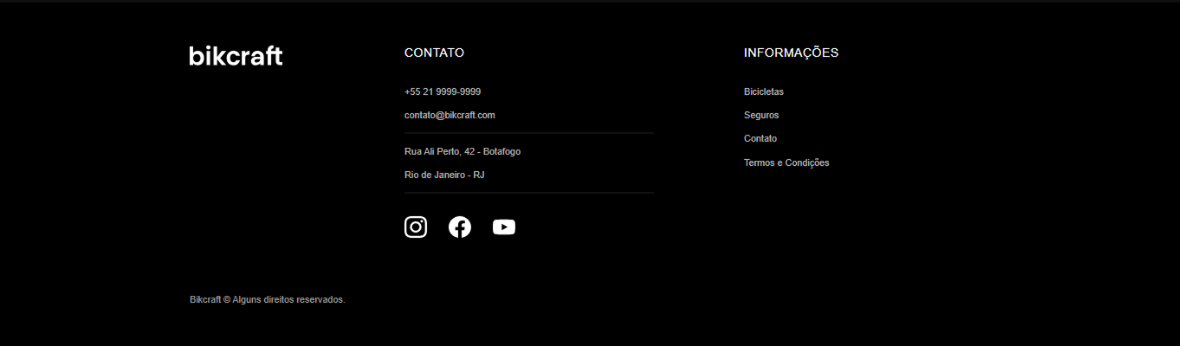 bikcraft
CONTATO
+55 21 9999-9999
contato@bikcraft.com
Rua Ali Perto, 42 - Botafogo
Rio de Janeiro - RJ
INFORMAÇÕES
Bicicletas
Seguros
Contato
Termos e Condições
Bikcraft © Alguns direitos reservados.